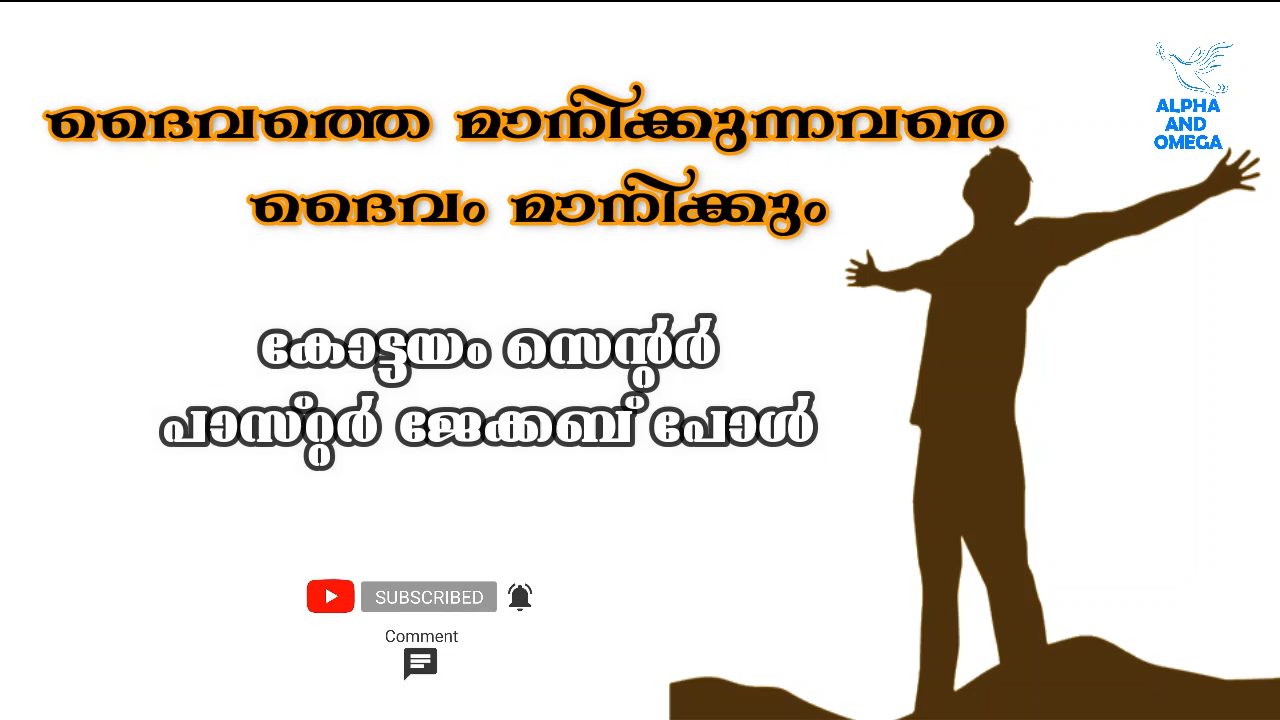 ദൈവത്തെ മാനിക്കുന്നവരെ
ദൈവം മാനിക്കും
ALPHA
AND
OMEGA
കോട്ടയം സെന്റർ
പാസ്റ്റർ ജേക്കബ് പോൾ
SUBSCRIBED
Comment